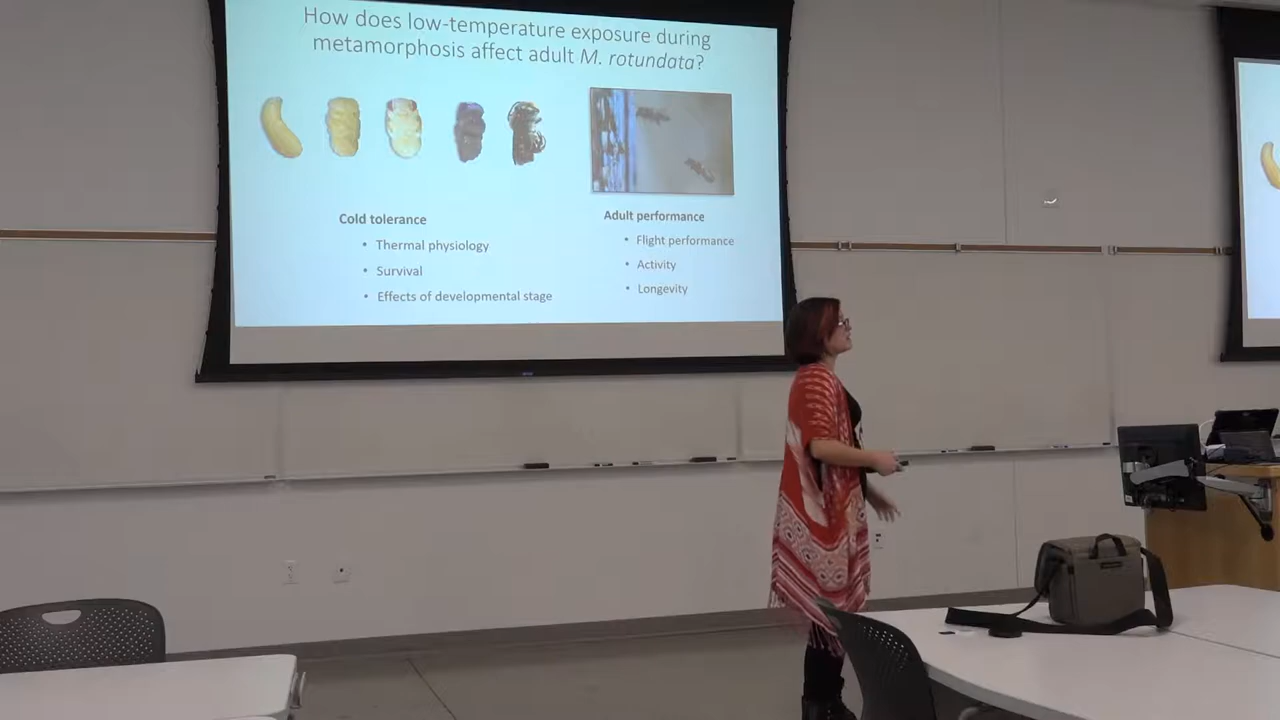 How does low-temperature exposure during
metamorphosis affect adult M. rotundata?
Cold tolerance
• Thermal physiology
• Survival
• Effects of developmental stage
Adult performance
• Flight performance
• Activity
• Longevity